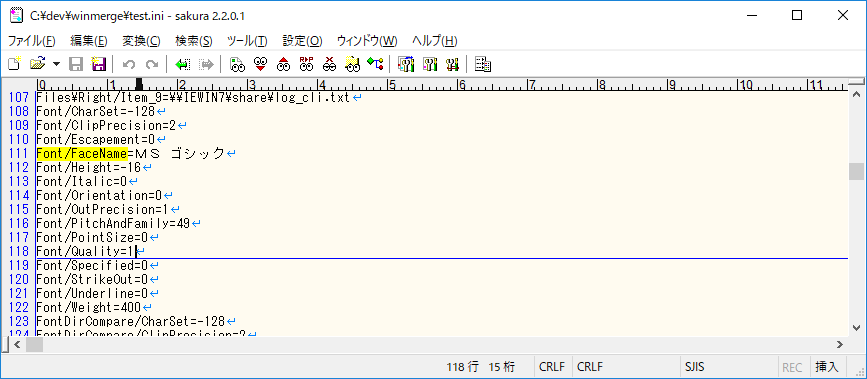 C:¥dev¥winmerge¥test.ini - sakura 2.2.0.1
ファイル(F) 編集(E) 変換(C) 検索(S) ツール(T) 設定(O) ウィンドウ(W) ヘルプ(H)
0 1 2 3 4 5 6 7 8 9 10 11
107 Files¥Right/Item_9=¥¥IEWIN7¥share¥log_cli.txt↵
108 Font/CharSet=-128↵
109 Font/ClipPrecision=2↵
110 Font/Escapement=0↵
111 Font/FaceName=ＭＳ ゴシック↵
112 Font/Height=-16↵
113 Font/Italic=0↵
114 Font/Orientation=0↵
115 Font/OutPrecision=1↵
116 Font/PitchAndFamily=49↵
117 Font/PointSize=0↵
118 Font/Quality=1↵
119 Font/Specified=0↵
120 Font/StrikeOut=0↵
121 Font/Underline=0↵
122 Font/Weight=400↵
123 FontDirCompare/CharSet=-128↵
124 FontDirCompare/ClipPrecision=2↵
118 行 15 桁 CRLF CRLF SJIS REC 挿入